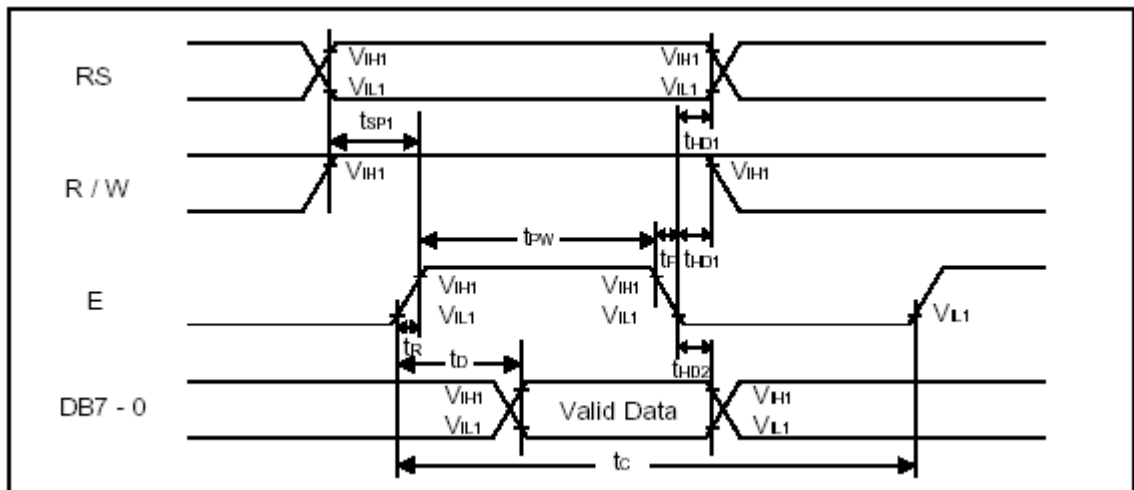 RS
VIH1 VIH1
VIL1 VIL1
tSP1
tHD1
R / W
VIH1 VIH1
tPW
tF tHD1
E
VIH1 VIH1
VIL1 VIL1 VIL1
tR tD tHD2
DB7 - 0
VIH1 VIH1
Valid Data
VIL1 VIL1
tC